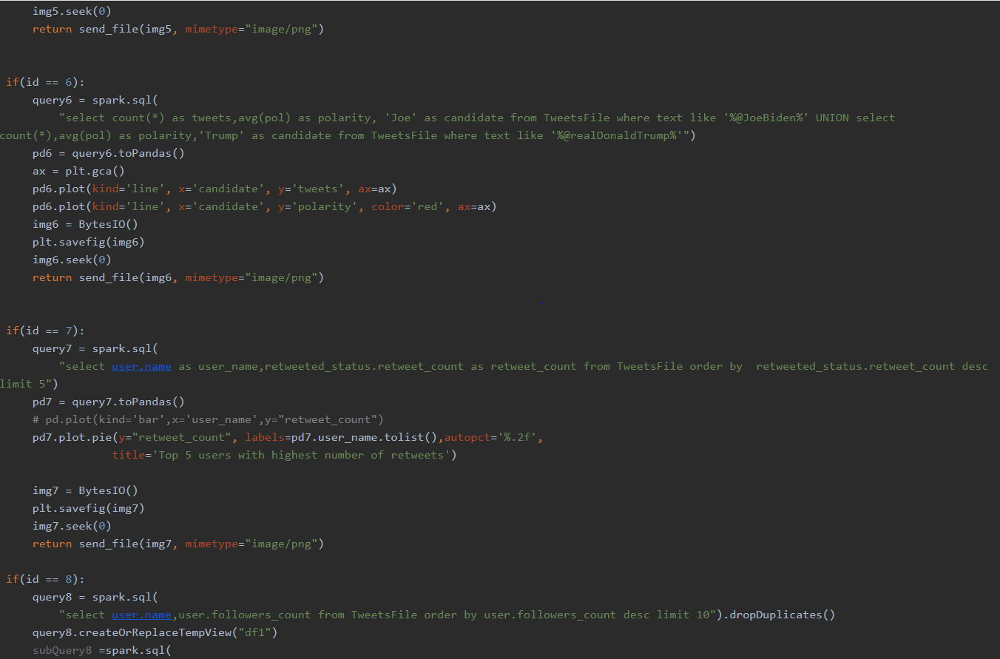 img5.seek(0)
return send_file(img5, mimetype="image/png")
if(id == 6):
query6 = spark.sql(
"select count(*) as tweets,avg(pol) as polarity, 'Joe' as candidate from TweetsFile where text like '%@JoeBiden%' UNION select
count(*),avg(pol) as polarity,'Trump' as candidate from TweetsFile where text like '%@realDonaldTrump%'")
pd6 = query6.toPandas()
ax = plt.gca()
pd6.plot(kind='line', x='candidate', y='tweets', ax=ax)
pd6.plot(kind='line', x='candidate', y='polarity', color='red', ax=ax)
img6 = BytesIO()
plt.savefig(img6)
img6.seek(0)
return send_file(img6, mimetype="image/png")
if(id == 7):
query7 = spark.sql(
"select user.name as user_name,retweeted_status.retweet_count as retweet_count from TweetsFile order by  retweeted_status.retweet_count desc
limit 5")
pd7 = query7.toPandas()
# pd.plot(kind='bar',x='user_name',y="retweet_count")
pd7.plot.pie(y="retweet_count", labels=pd7.user_name.tolist(),autopct='%.2f',
title='Top 5 users with highest number of retweets')
img7 = BytesIO()
plt.savefig(img7)
img7.seek(0)
return send_file(img7, mimetype="image/png")
if(id == 8):
query8 = spark.sql(
"select user.name,user.followers_count from TweetsFile order by user.followers_count desc limit 10").dropDuplicates()
query8.createOrReplaceTempView("df1")
subQuery8 =spark.sql(